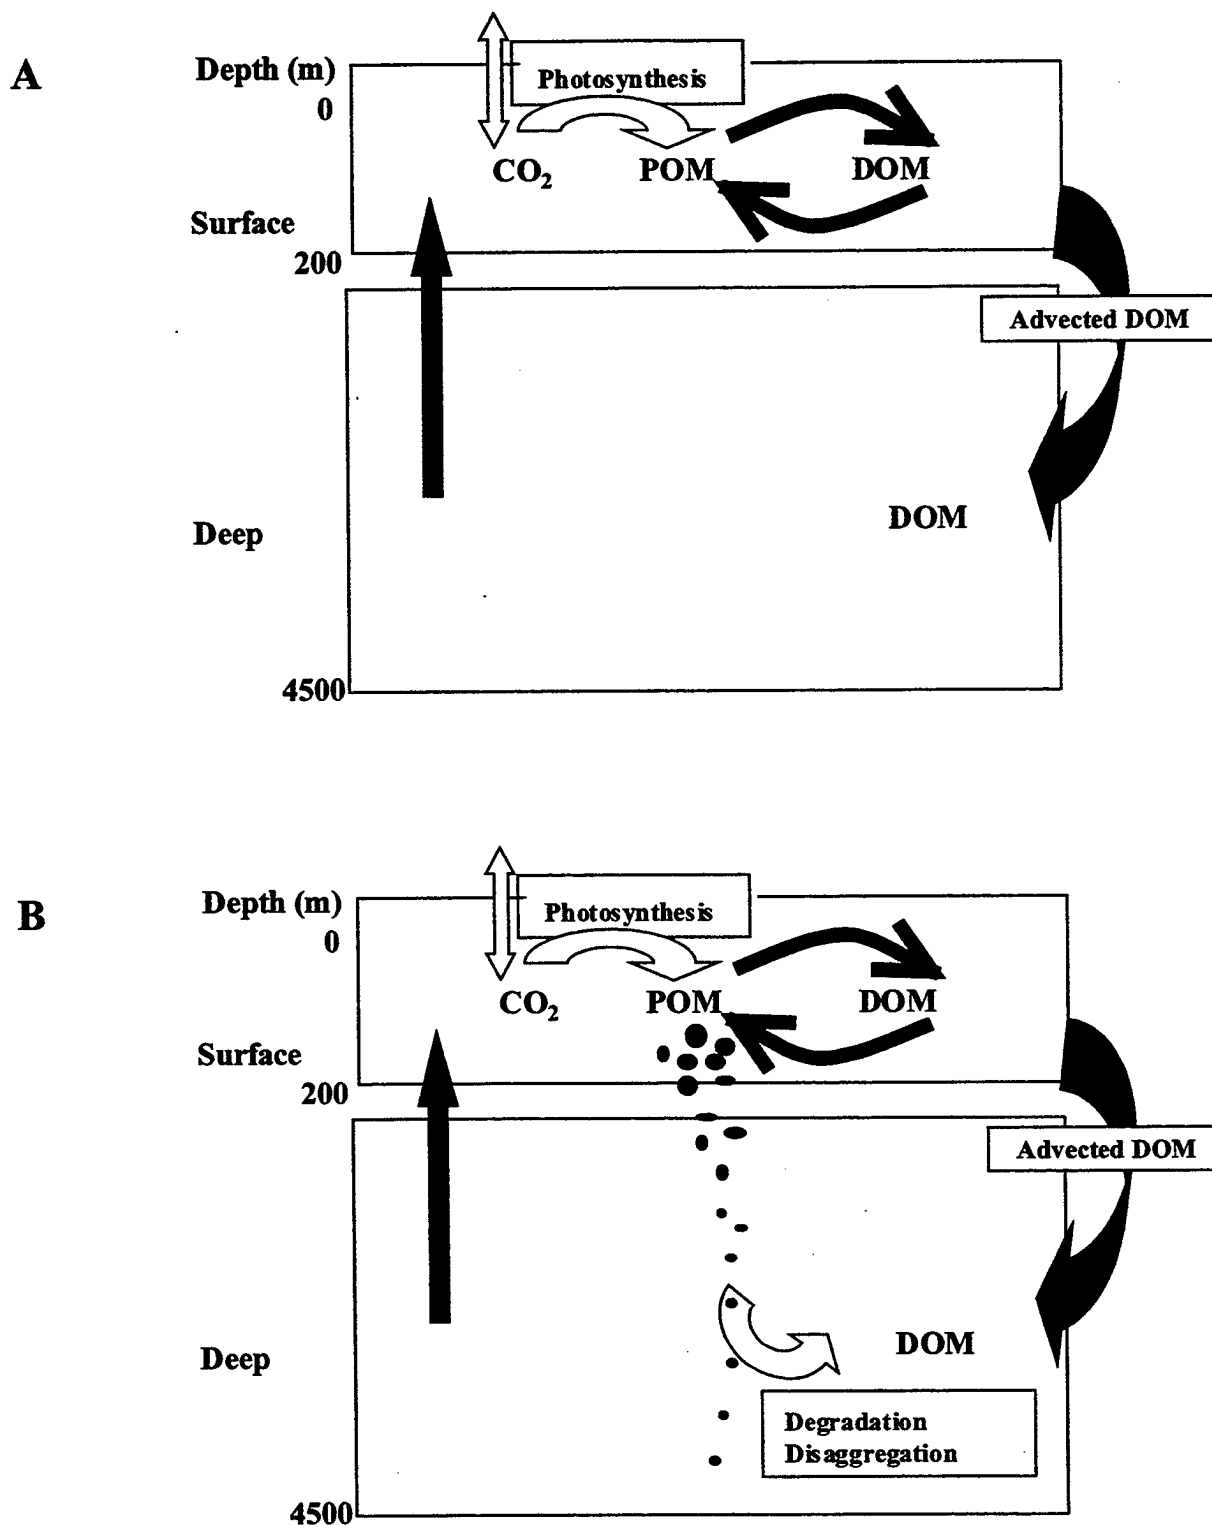 A
Depth (m)
0
Photosynthesis
CO₂
POM
DOM
Surface
200
Advected DOM
Deep
DOM
4500
B
Depth (m)
0
Photosynthesis
CO₂
POM
DOM
Surface
200
Advected DOM
Deep
DOM
Degradation
Disaggregation
4500